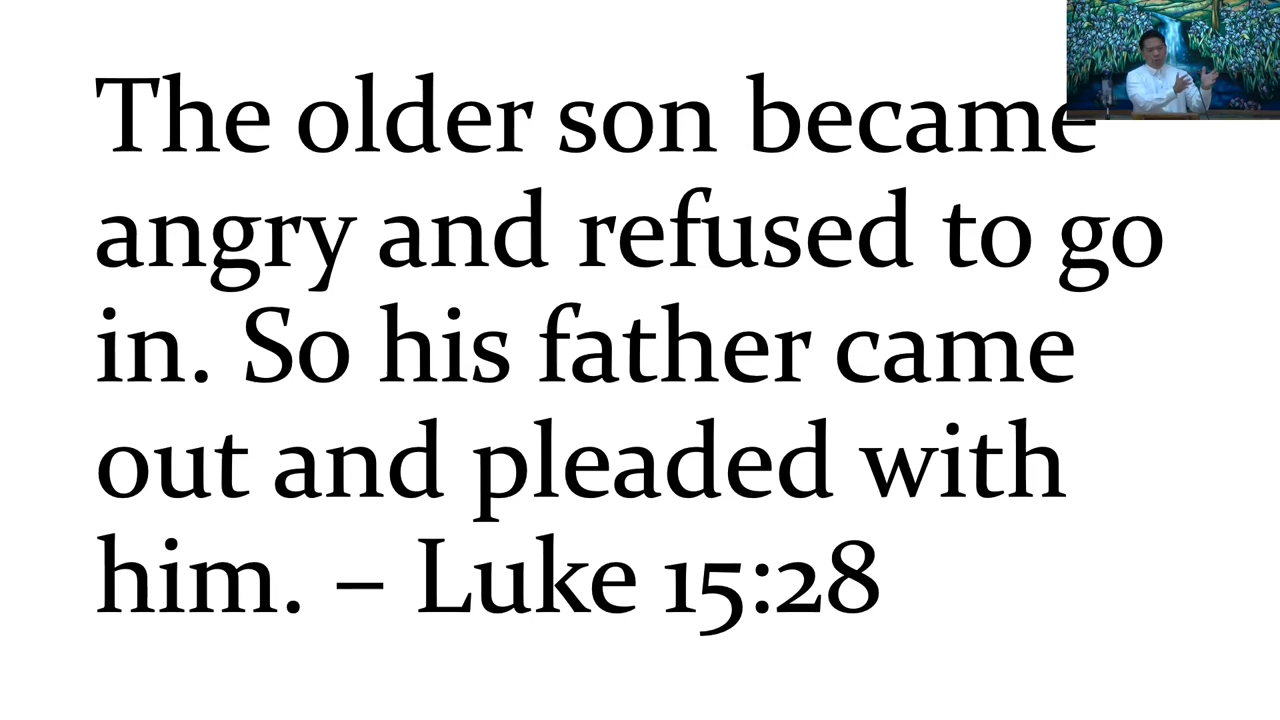 The older son became
angry and refused to go
in. So his father came
out and pleaded with
him. – Luke 15:28